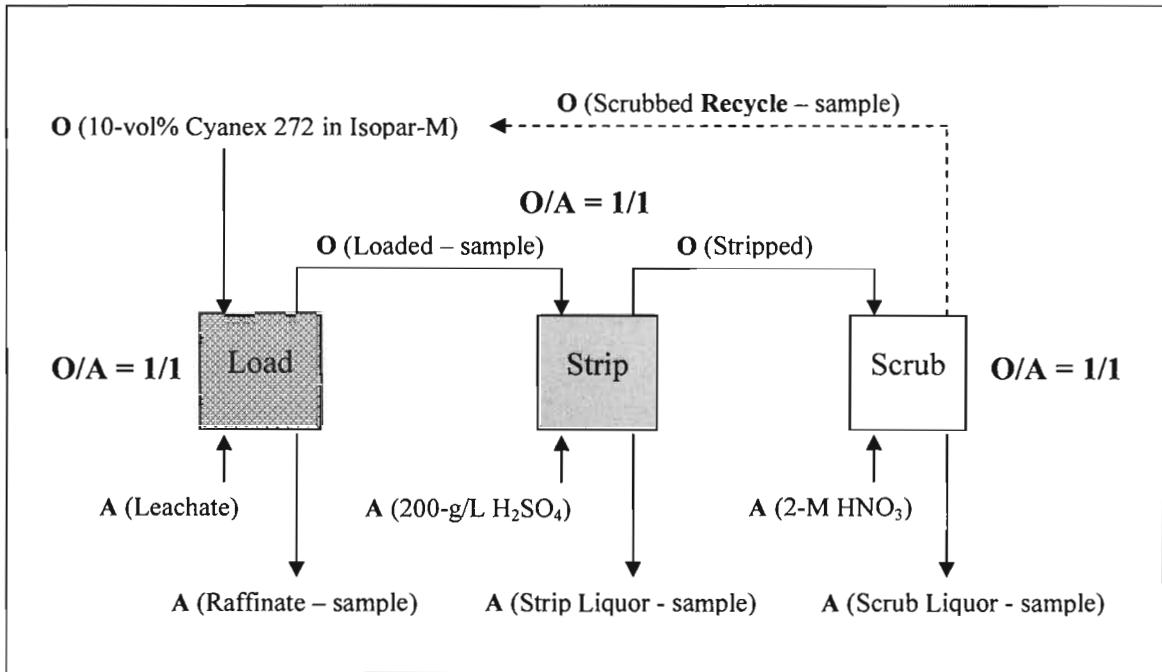 O (Scrubbed Recycle – sample)
O (10-vol% Cyanex 272 in Isopar-M)
O/A = 1/1
O (Loaded – sample)
O (Stripped)
O/A = 1/1
Load
Strip
Scrub
O/A = 1/1
A (Leachate)
A (200-g/L H₂SO₄)
A (2-M HNO₃)
A (Raffinate – sample)
A (Strip Liquor - sample)
A (Scrub Liquor - sample)